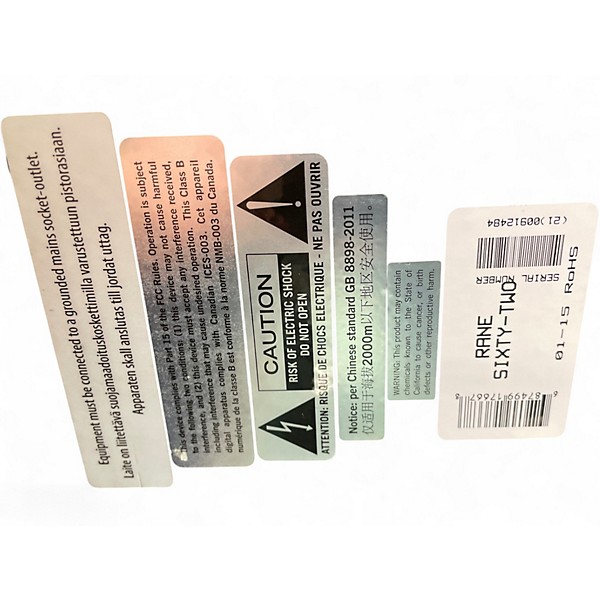 Equipment must be connected to a grounded mains socket-outlet.
Laite on liitettävä suojamaadoituskoskettimilla varustettuun pistorasiaan.
Apparaten skall anslutas till jordat uttag.
This device complies with Part 15 of the FCC Rules. Operation is subject
to the following two conditions: (1) this device may not cause harmful
interference, and (2) this device must accept any interference received,
including interference that may cause undesired operation. This Class B
digital apparatus complies with Canadian ICES-003. Cet appareil
numérique de la classe B est conforme à la norme NMB-003 du Canada.
CAUTION
RISK OF ELECTRIC SHOCK
DO NOT OPEN
ATTENTION: RISQUE DE CHOCS ELECTRIQUE - NE PAS OUVRIR
Notice: per Chinese standard GB 8898-2011
仅适用于海拔2000m以下地区安全使用。
WARNING: This product may contain
chemicals known to the State of
California to cause cancer, or birth
defects or other reproductive harm.
(21)00912484
SERIAL NUMBER
RANE
SIXTY-TWO
01-15 RoHS